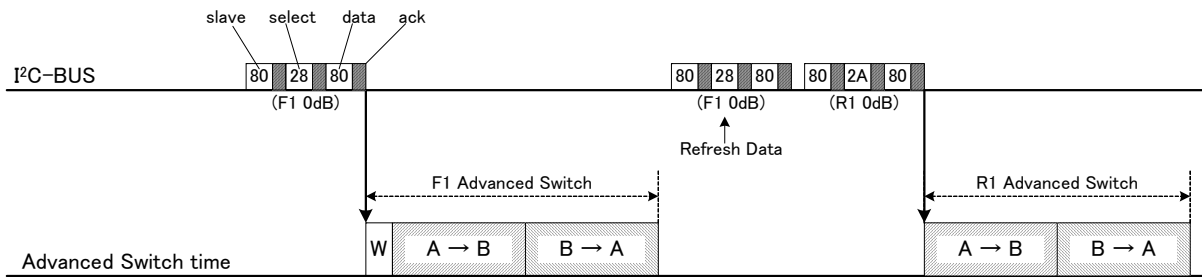 slave select data ack
I²C-BUS 80 28 80 80 28 80 80 2A 80
(F1 0dB) (F1 0dB) (R1 0dB)
Refresh Data
F1 Advanced Switch R1 Advanced Switch
W A → B B → A A → B B → A
Advanced Switch time